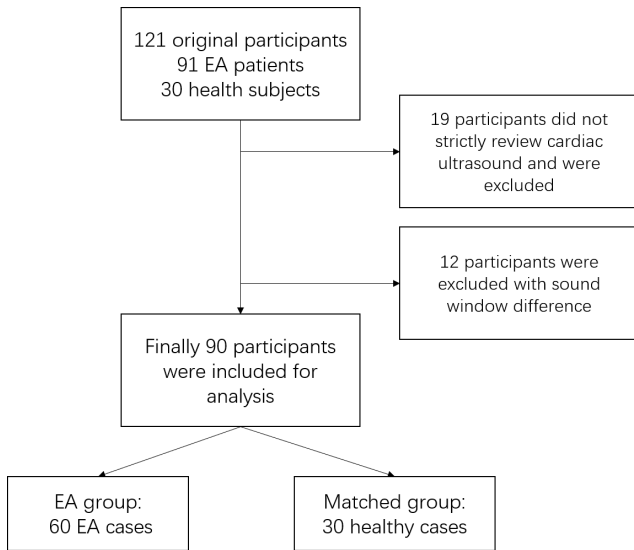 121 original participants
91 EA patients
30 health subjects
19 participants did not
strictly review cardiac
ultrasound and were
excluded
12 participants were
excluded with sound
window difference
Finally 90 participants
were included for
analysis
EA group:
60 EA cases
Matched group:
30 healthy cases